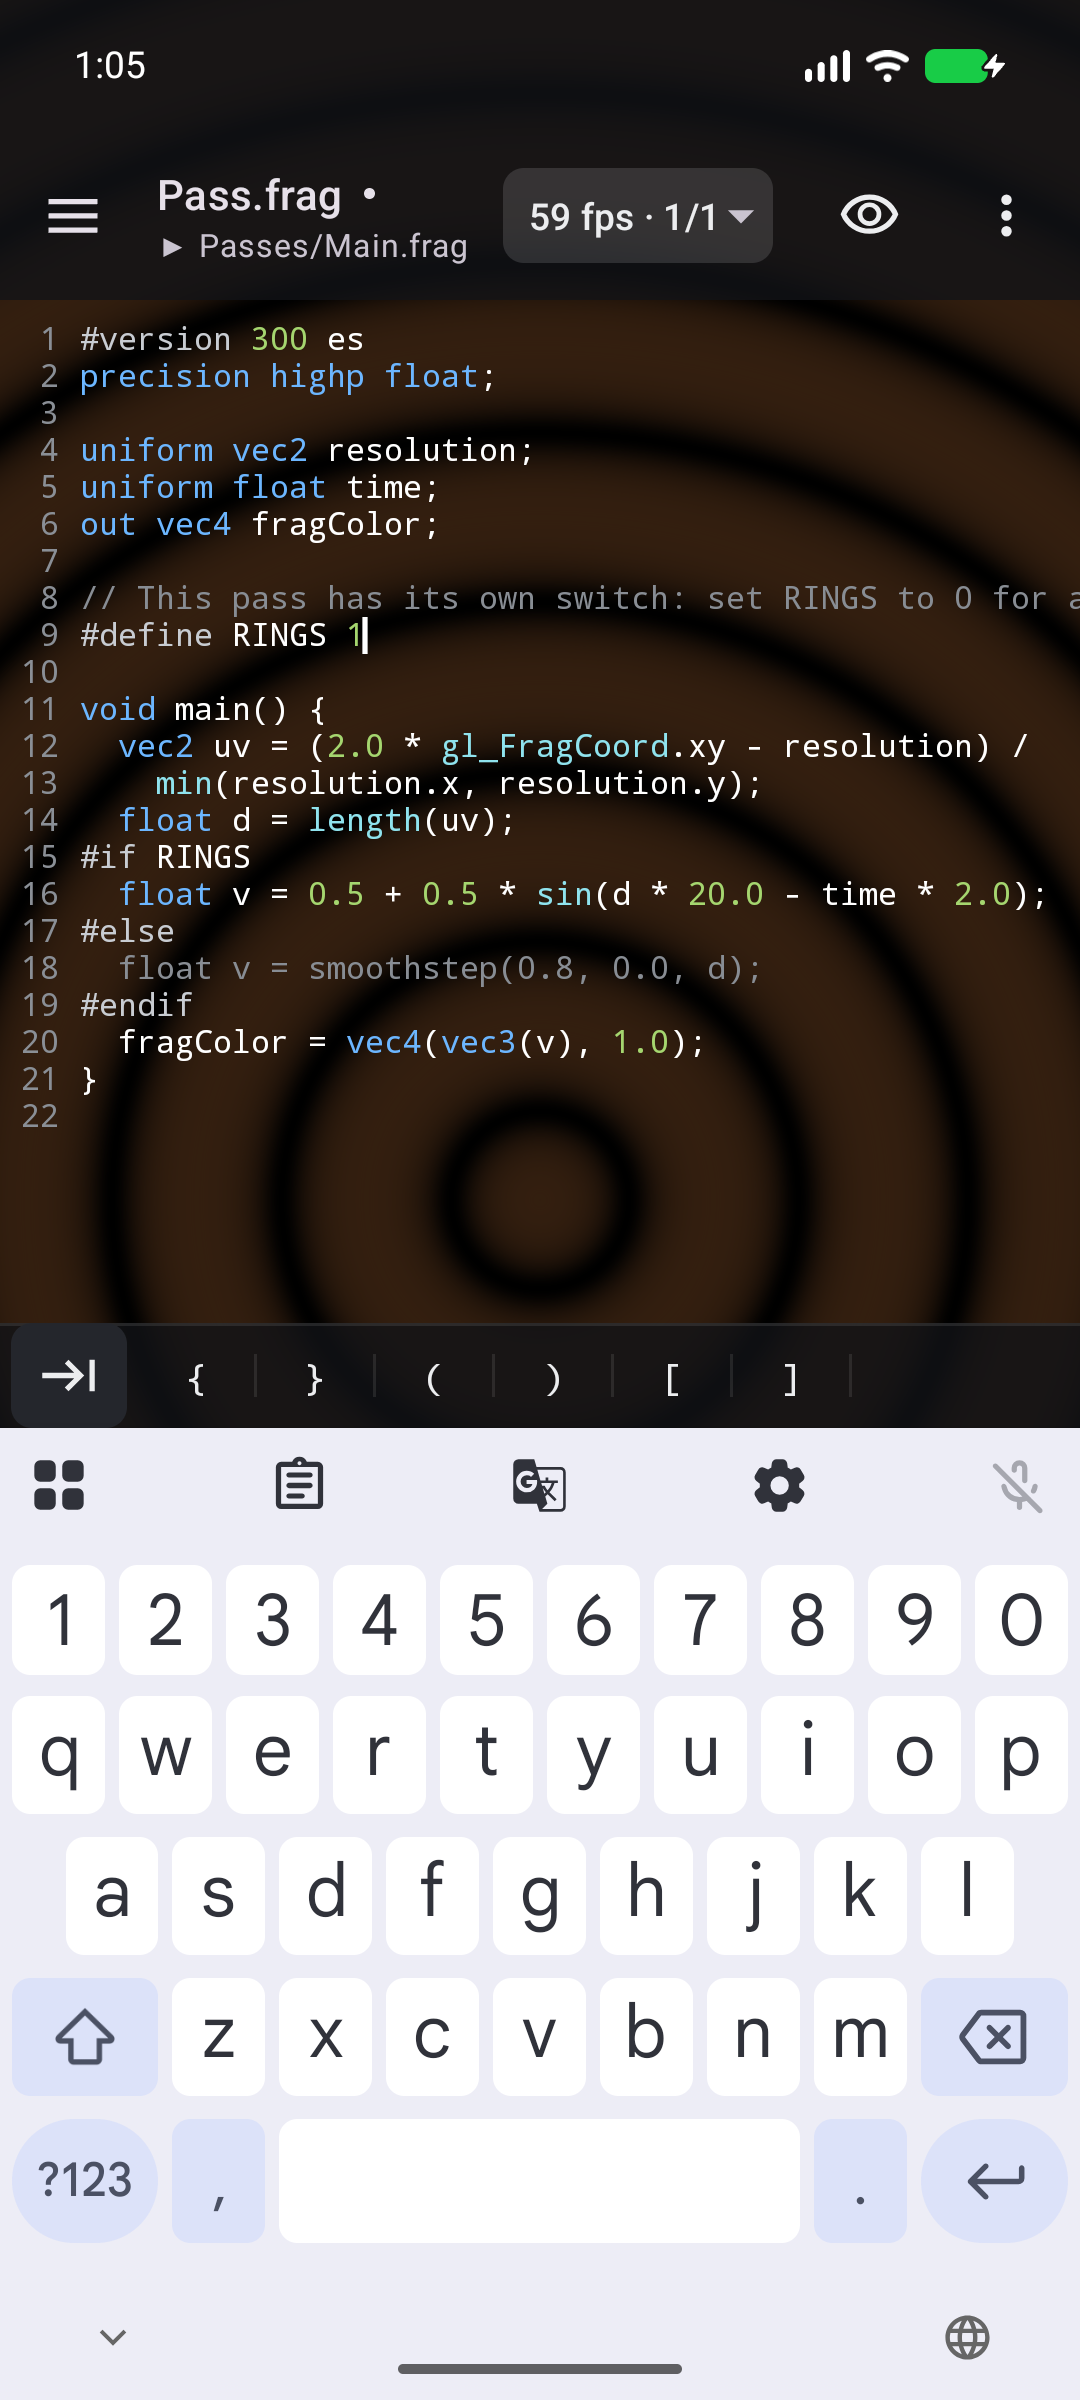 1:05
Pass.frag •
► Passes/Main.frag
59 fps · 1/1
1 #version 300 es
2 precision highp float;
3
4 uniform vec2 resolution;
5 uniform float time;
6 out vec4 fragColor;
7
8 // This pass has its own switch: set RINGS to 0 for a
9 #define RINGS 1
10
11 void main() {
12   vec2 uv = (2.0 * gl_FragCoord.xy - resolution) /
13     min(resolution.x, resolution.y);
14   float d = length(uv);
15 #if RINGS
16   float v = 0.5 + 0.5 * sin(d * 20.0 - time * 2.0);
17 #else
18   float v = smoothstep(0.8, 0.0, d);
19 #endif
20   fragColor = vec4(vec3(v), 1.0);
21 }
22
{ } ( ) [ ]
1 2 3 4 5 6 7 8 9 0
q w e r t y u i o p
a s d f g h j k l
z x c v b n m
?123 , .